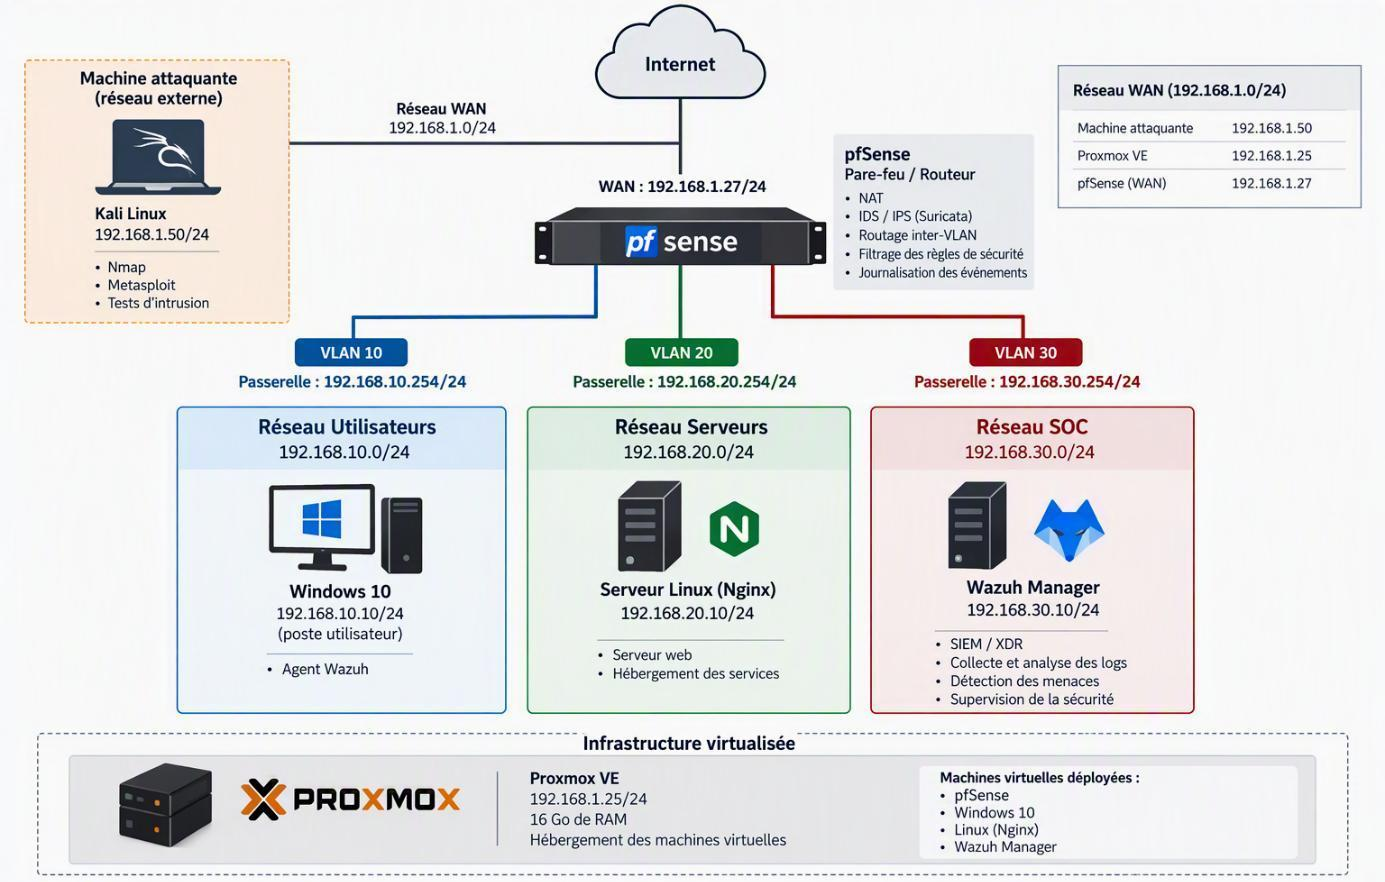 Internet
Machine attaquante
(réseau externe)
Kali Linux
192.168.1.50/24
• Nmap
• Metasploit
• Tests d'intrusion
Réseau WAN
192.168.1.0/24
WAN : 192.168.1.27/24
pf sense
pfSense
Pare-feu / Routeur
• NAT
• IDS / IPS (Suricata)
• Routage inter-VLAN
• Filtrage des règles de sécurité
• Journalisation des événements
Réseau WAN (192.168.1.0/24)
Machine attaquante 192.168.1.50
Proxmox VE 192.168.1.25
pfSense (WAN) 192.168.1.27
VLAN 10
Passerelle : 192.168.10.254/24
Réseau Utilisateurs
192.168.10.0/24
Windows 10
192.168.10.10/24
(poste utilisateur)
• Agent Wazuh
VLAN 20
Passerelle : 192.168.20.254/24
Réseau Serveurs
192.168.20.0/24
N
Serveur Linux (Nginx)
192.168.20.10/24
• Serveur web
• Hébergement des services
VLAN 30
Passerelle : 192.168.30.254/24
Réseau SOC
192.168.30.0/24
Wazuh Manager
192.168.30.10/24
• SIEM / XDR
• Collecte et analyse des logs
• Détection des menaces
• Supervision de la sécurité
Infrastructure virtualisée
PROXMOX
Proxmox VE
192.168.1.25/24
16 Go de RAM
Hébergement des machines virtuelles
Machines virtuelles déployées :
• pfSense
• Windows 10
• Linux (Nginx)
• Wazuh Manager